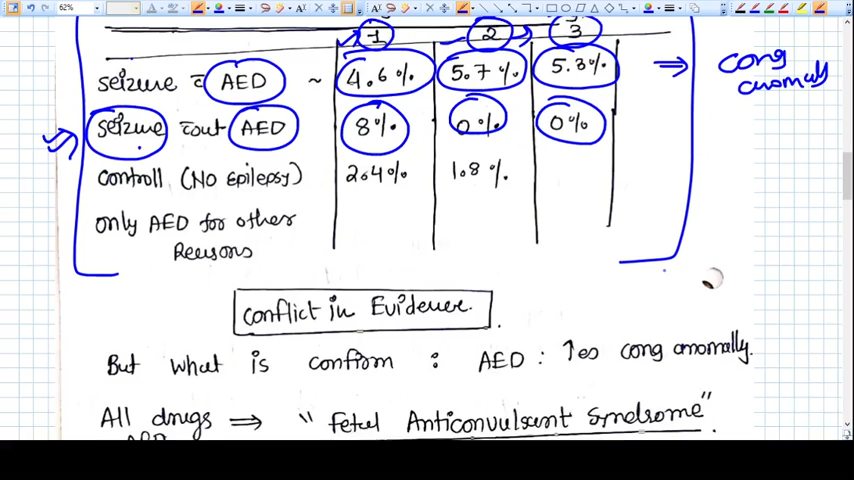 62%
1 2 3
seizure c̄ AED ~ 4.6% 5.7% 5.3% ⇒ cong
anomaly
seizure c̄out AED 8% 0% 0%
controll (NO Epilepsy) 2.4% 1.8%
only AED for other
Reasons
conflict in Evidence.
But what is confirm : AED : ↑es cong anomally.
All drugs ⇒ "Fetal Anticonvulsant Syndrome".